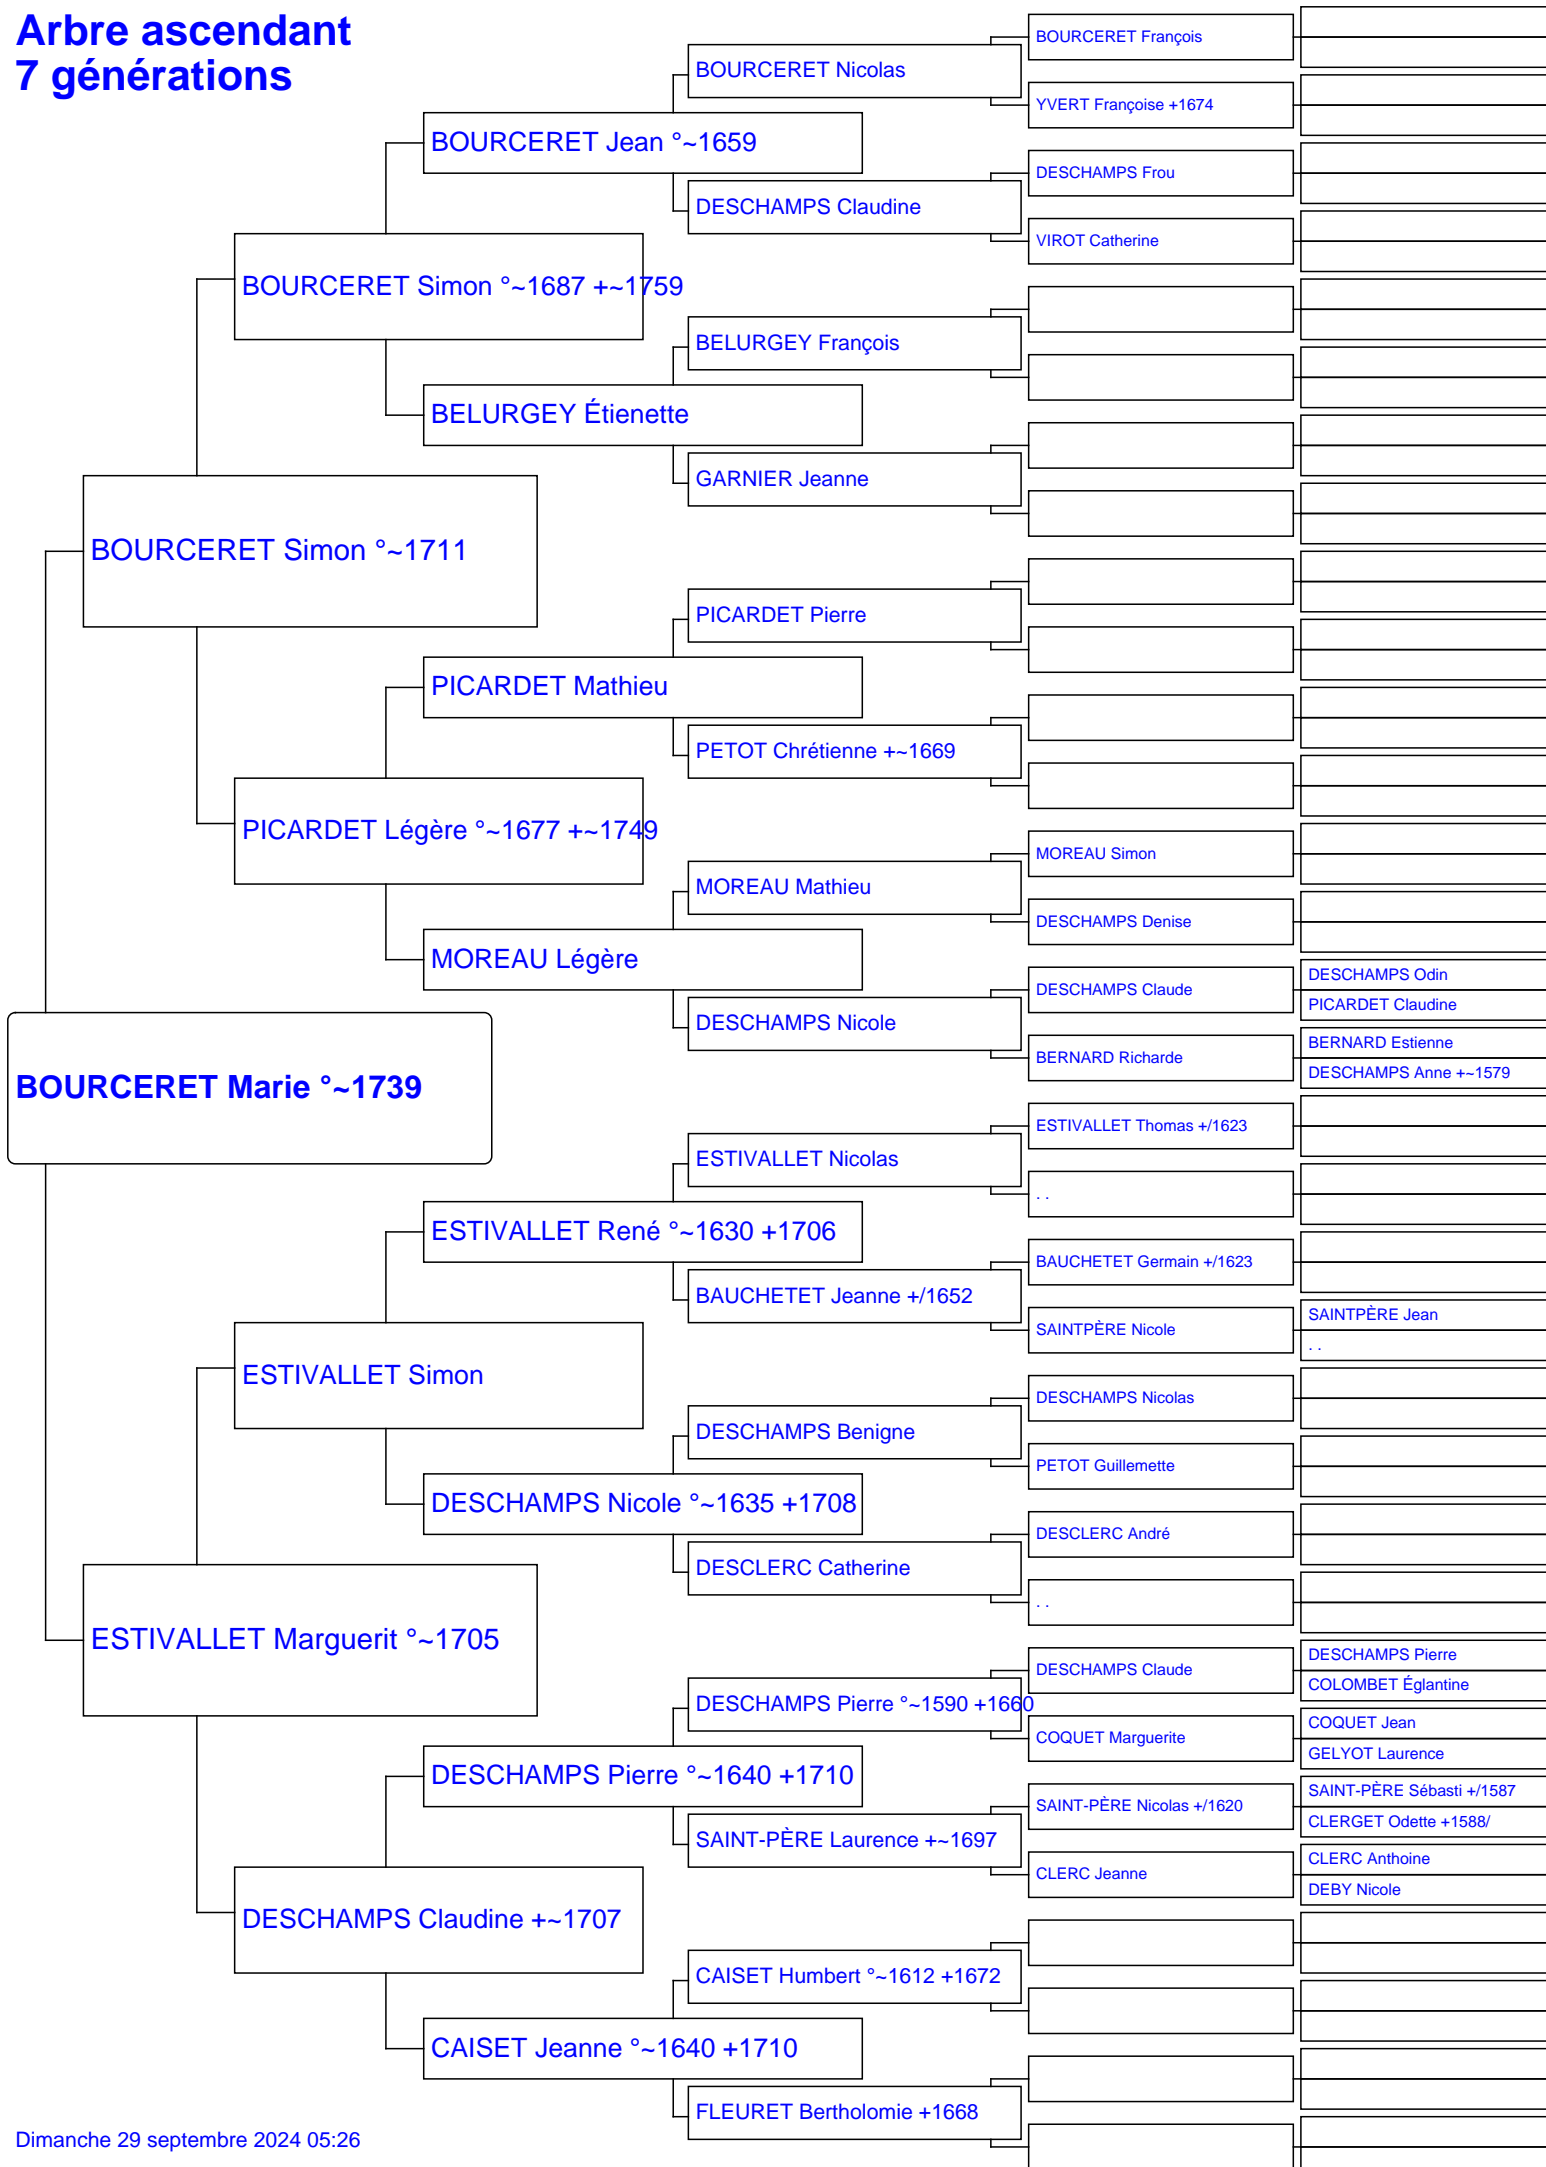 Arbre ascendant
7 générations
BOURCERET François
BOURCERET Nicolas
YVERT Françoise +1674
BOURCERET Jean °~1659
DESCHAMPS Frou
DESCHAMPS Claudine
VIROT Catherine
BOURCERET Simon °~1687 +~1759
BELURGEY François
BELURGEY Étienette
GARNIER Jeanne
BOURCERET Simon °~1711
PICARDET Pierre
PICARDET Mathieu
PETOT Chrétienne +~1669
PICARDET Légère °~1677 +~1749
MOREAU Simon
MOREAU Mathieu
DESCHAMPS Denise
MOREAU Légère
DESCHAMPS Odin
DESCHAMPS Claude
PICARDET Claudine
DESCHAMPS Nicole
BERNARD Estienne
BERNARD Richarde
DESCHAMPS Anne +~1579
BOURCERET Marie °~1739
ESTIVALLET Thomas +/1623
ESTIVALLET Nicolas
. .
ESTIVALLET René °~1630 +1706
BAUCHETET Germain +/1623
BAUCHETET Jeanne +/1652
SAINTPÈRE Jean
SAINTPÈRE Nicole
. .
ESTIVALLET Simon
DESCHAMPS Nicolas
DESCHAMPS Benigne
PETOT Guillemette
DESCHAMPS Nicole °~1635 +1708
DESCLERC André
DESCLERC Catherine
. .
ESTIVALLET Marguerit °~1705
DESCHAMPS Pierre
DESCHAMPS Claude
COLOMBET Églantine
DESCHAMPS Pierre °~1590 +1660
COQUET Jean
COQUET Marguerite
GELYOT Laurence
DESCHAMPS Pierre °~1640 +1710
SAINT-PÈRE Sébasti +/1587
SAINT-PÈRE Nicolas +/1620
CLERGET Odette +1588/
SAINT-PÈRE Laurence +~1697
CLERC Anthoine
CLERC Jeanne
DEBY Nicole
DESCHAMPS Claudine +~1707
CAISET Humbert °~1612 +1672
CAISET Jeanne °~1640 +1710
FLEURET Bertholomie +1668
Dimanche 29 septembre 2024 05:26